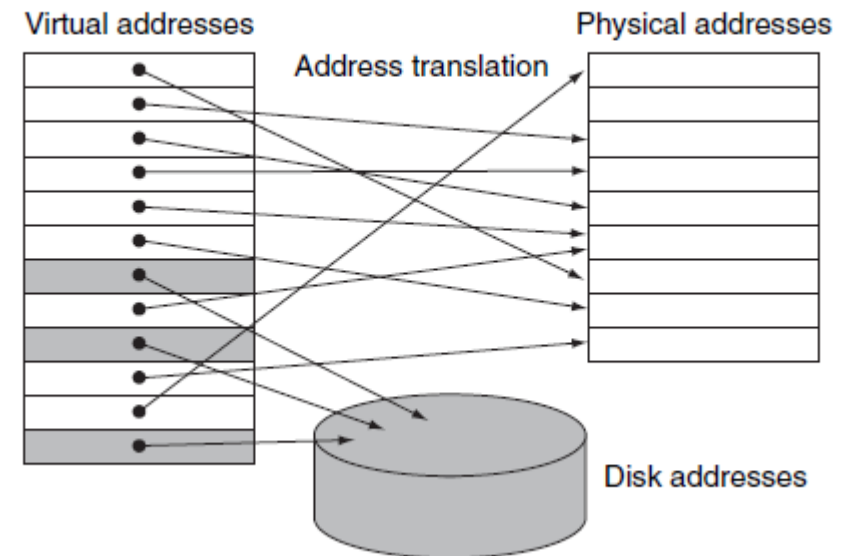 Virtual addresses
Physical addresses
Address translation
Disk addresses